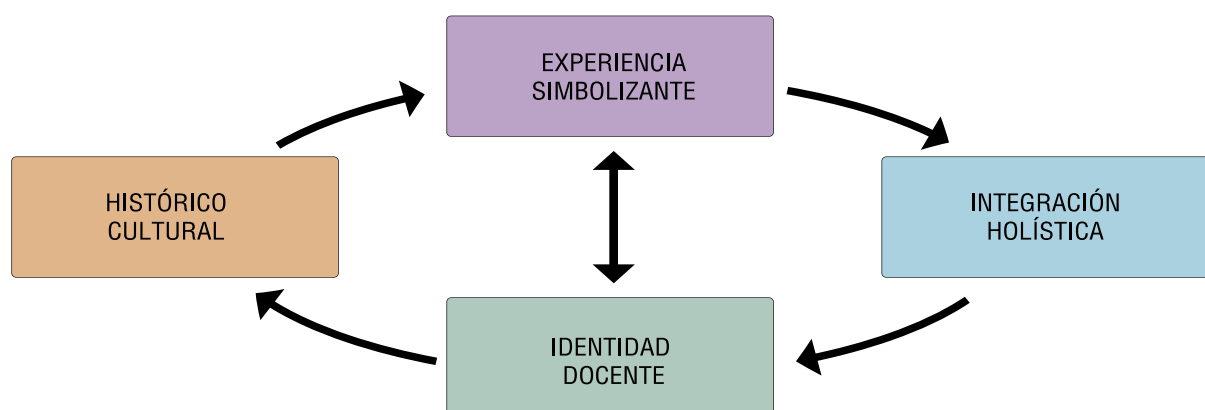 EXPERIENCIA
SIMBOLIZANTE
HISTÓRICO
CULTURAL
INTEGRACIÓN
HOLÍSTICA
IDENTIDAD
DOCENTE